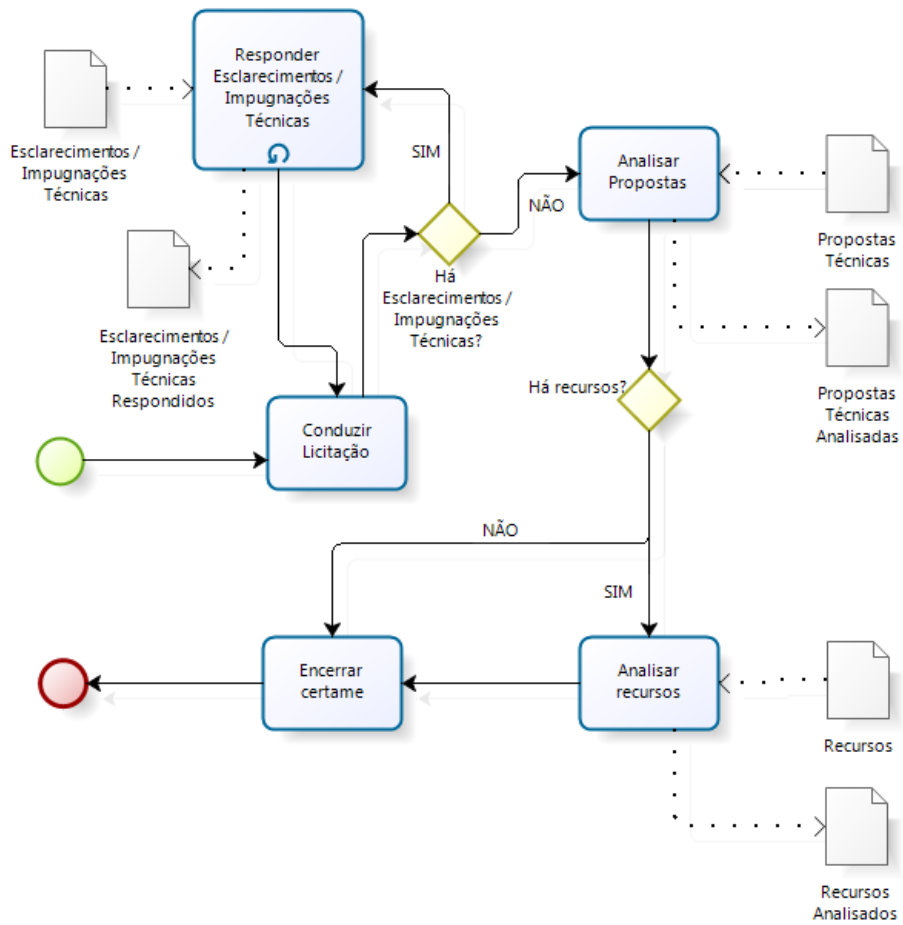 Responder
Esclarecimentos /
Impugnações
Técnicas
Esclarecimentos /
Impugnações
Técnicas
SIM
Analisar
Propostas
NÃO
Propostas
Técnicas
Há
Esclarecimentos /
Impugnações
Técnicas?
Esclarecimentos /
Impugnações
Técnicas
Respondidos
Há recursos?
Propostas
Técnicas
Analisadas
Conduzir
Licitação
NÃO
SIM
Encerrar
certame
Analisar
recursos
Recursos
Recursos
Analisados